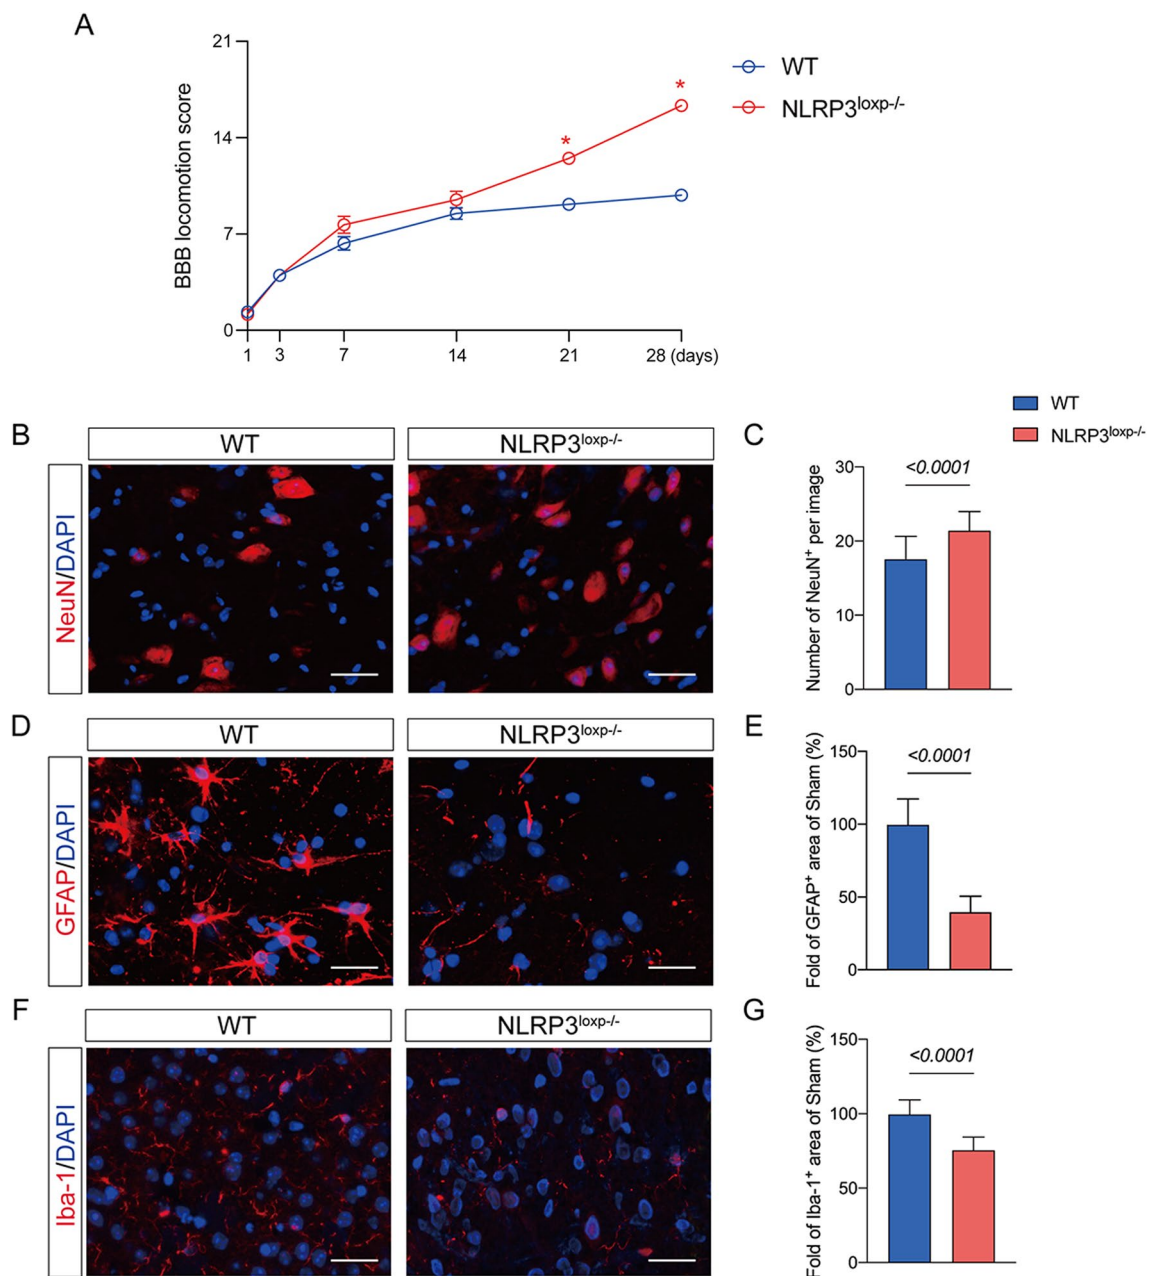 A
21
14
7
0
BBB locomotion score
1 3 7 14 21 28 (days)
*
*
WT
NLRP3loxp-/-
WT
NLRP3loxp-/-
B
WT
NLRP3loxp-/-
NeuN/DAPI
C
Number of NeuN+ per image
30
20
10
0
<0.0001
D
WT
NLRP3loxp-/-
GFAP/DAPI
E
Fold of GFAP+ area of Sham (%)
150
100
50
0
<0.0001
F
WT
NLRP3loxp-/-
Iba-1/DAPI
G
Fold of Iba-1+ area of Sham (%)
150
100
50
0
<0.0001